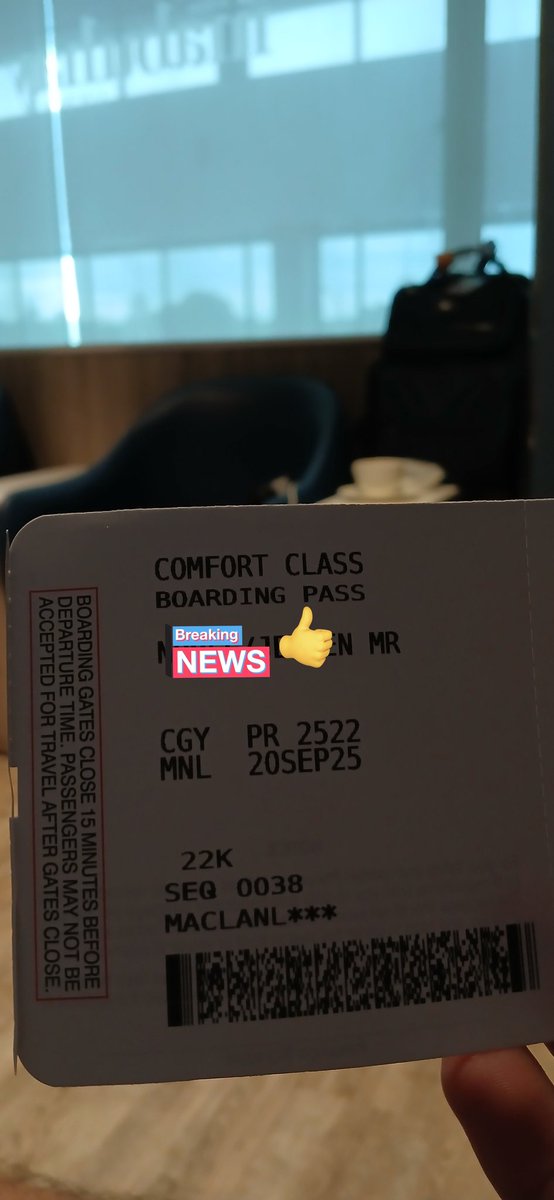 COMFORT CLASS
BOARDING PASS
Breaking
NEWS
MR
CGY PR 2522
MNL 20SEP25
22K
SEQ 0038
MACLANL***
BOARDING GATES CLOSE 15 MINUTES BEFORE
DEPARTURE TIME. PASSENGERS MAY NOT BE
ACCEPTED FOR TRAVEL AFTER GATES CLOSE.